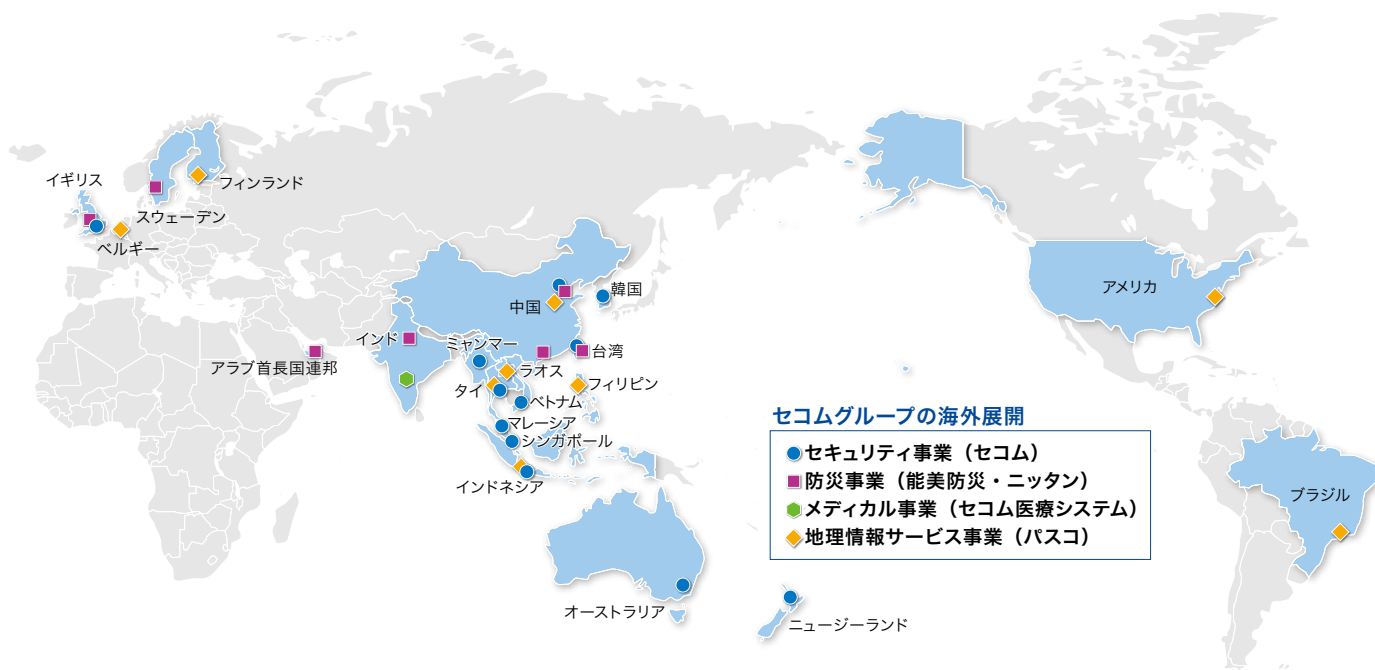 イギリス
フィンランド
スウェーデン
ベルギー
中国
韓国
アメリカ
インド
ミャンマー
台湾
アラブ首長国連邦
ラオス
タイ
フィリピン
ベトナム
マレーシア
シンガポール
インドネシア
ブラジル
オーストラリア
ニュージーランド
セコムグループの海外展開
セキュリティ事業（セコム）
防災事業（能美防災・ニッタン）
メディカル事業（セコム医療システム）
地理情報サービス事業（パスコ）